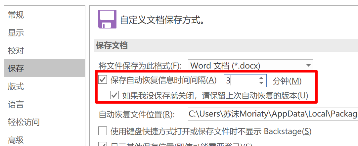 常规
显示
校对
保存
版式
语言
轻松访问
高级
自定义文档保存方式。
保存文档
将文件保存为此格式(F): Word 文档 (*.docx)
保存自动恢复信息时间间隔(A) 3 分钟(M)
如果我没保存就关闭，请保留上次自动恢复的版本(U)
自动恢复文件位置(R): C:\Users\苏沫Moriaty\AppData\Local\Packag
使用键盘快捷方式打开或保存文件时不显示 Backstage(S)